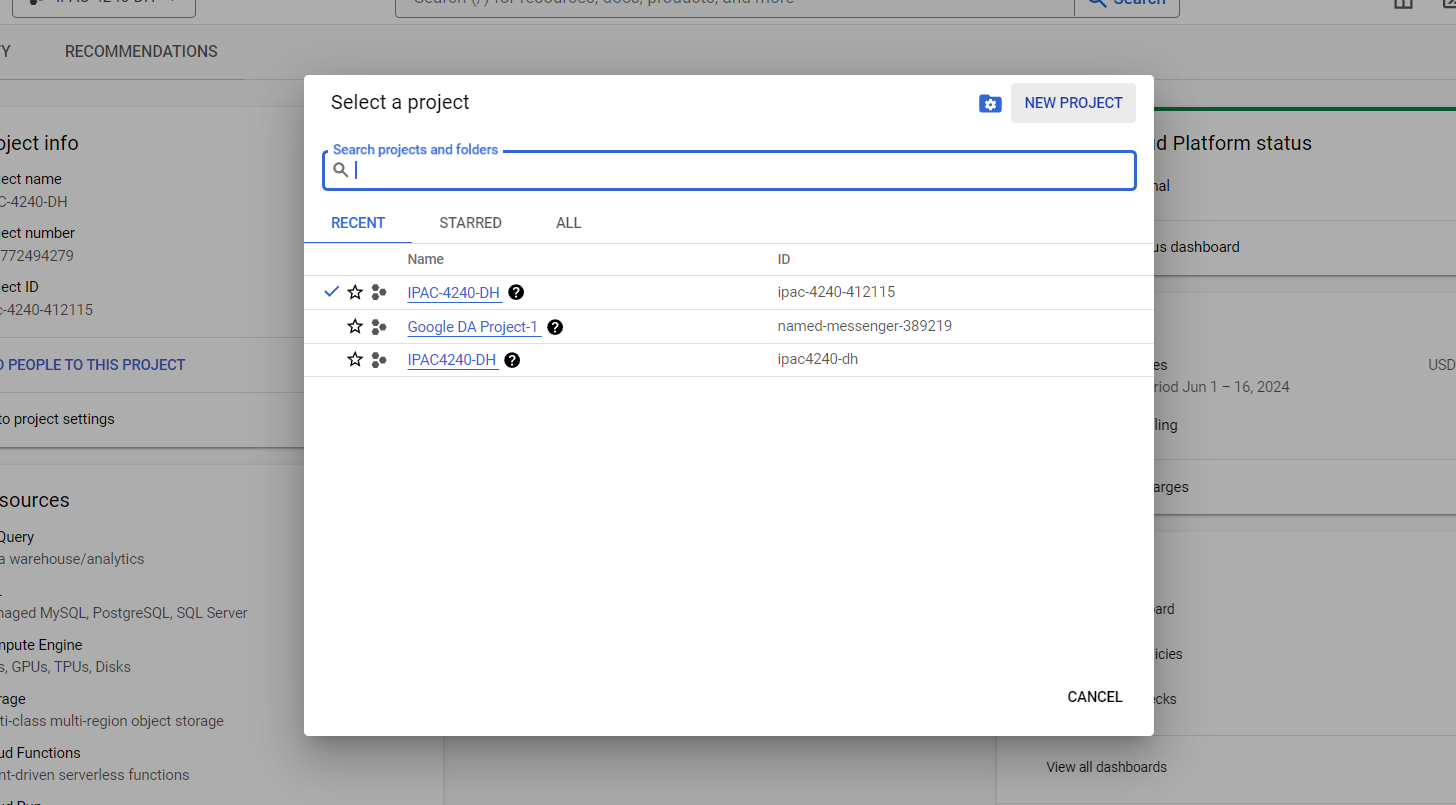 IPAC-4240-DH
Search (/) for resources, docs, products, and more
Search
RECOMMENDATIONS
Select a project
NEW PROJECT
Search projects and folders
RECENT STARRED ALL
Name ID
IPAC-4240-DH ipac-4240-412115
Google DA Project-1 named-messenger-389219
IPAC4240-DH ipac4240-dh
CANCEL
oject info
ect name
C-4240-DH
ect number
772494279
ect ID
c-4240-412115
D PEOPLE TO THIS PROJECT
to project settings
sources
Query
a warehouse/analytics
naged MySQL, PostgreSQL, SQL Server
mpute Engine
s, GPUs, TPUs, Disks
rage
ti-class multi-region object storage
ud Functions
nt-driven serverless functions
ud Run
d Platform status
nal
us dashboard
es
USD
riod Jun 1 – 16, 2024
ling
arges
ard
icies
ecks
View all dashboards